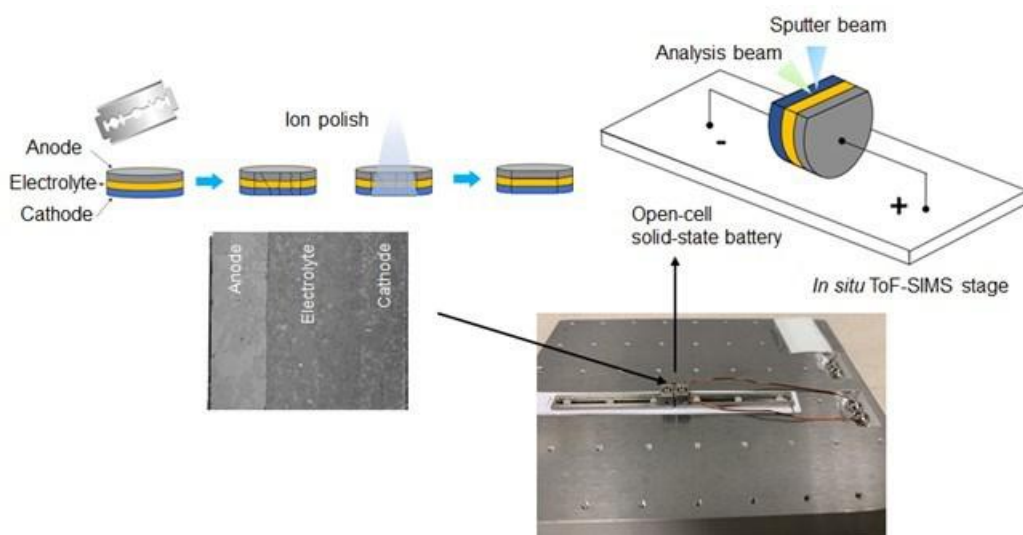 Sputter beam
Analysis beam
Ion polish
Anode
Electrolyte
Cathode
-
+
Anode
Electrolyte
Cathode
Open-cell
solid-state battery
In situ ToF-SIMS stage